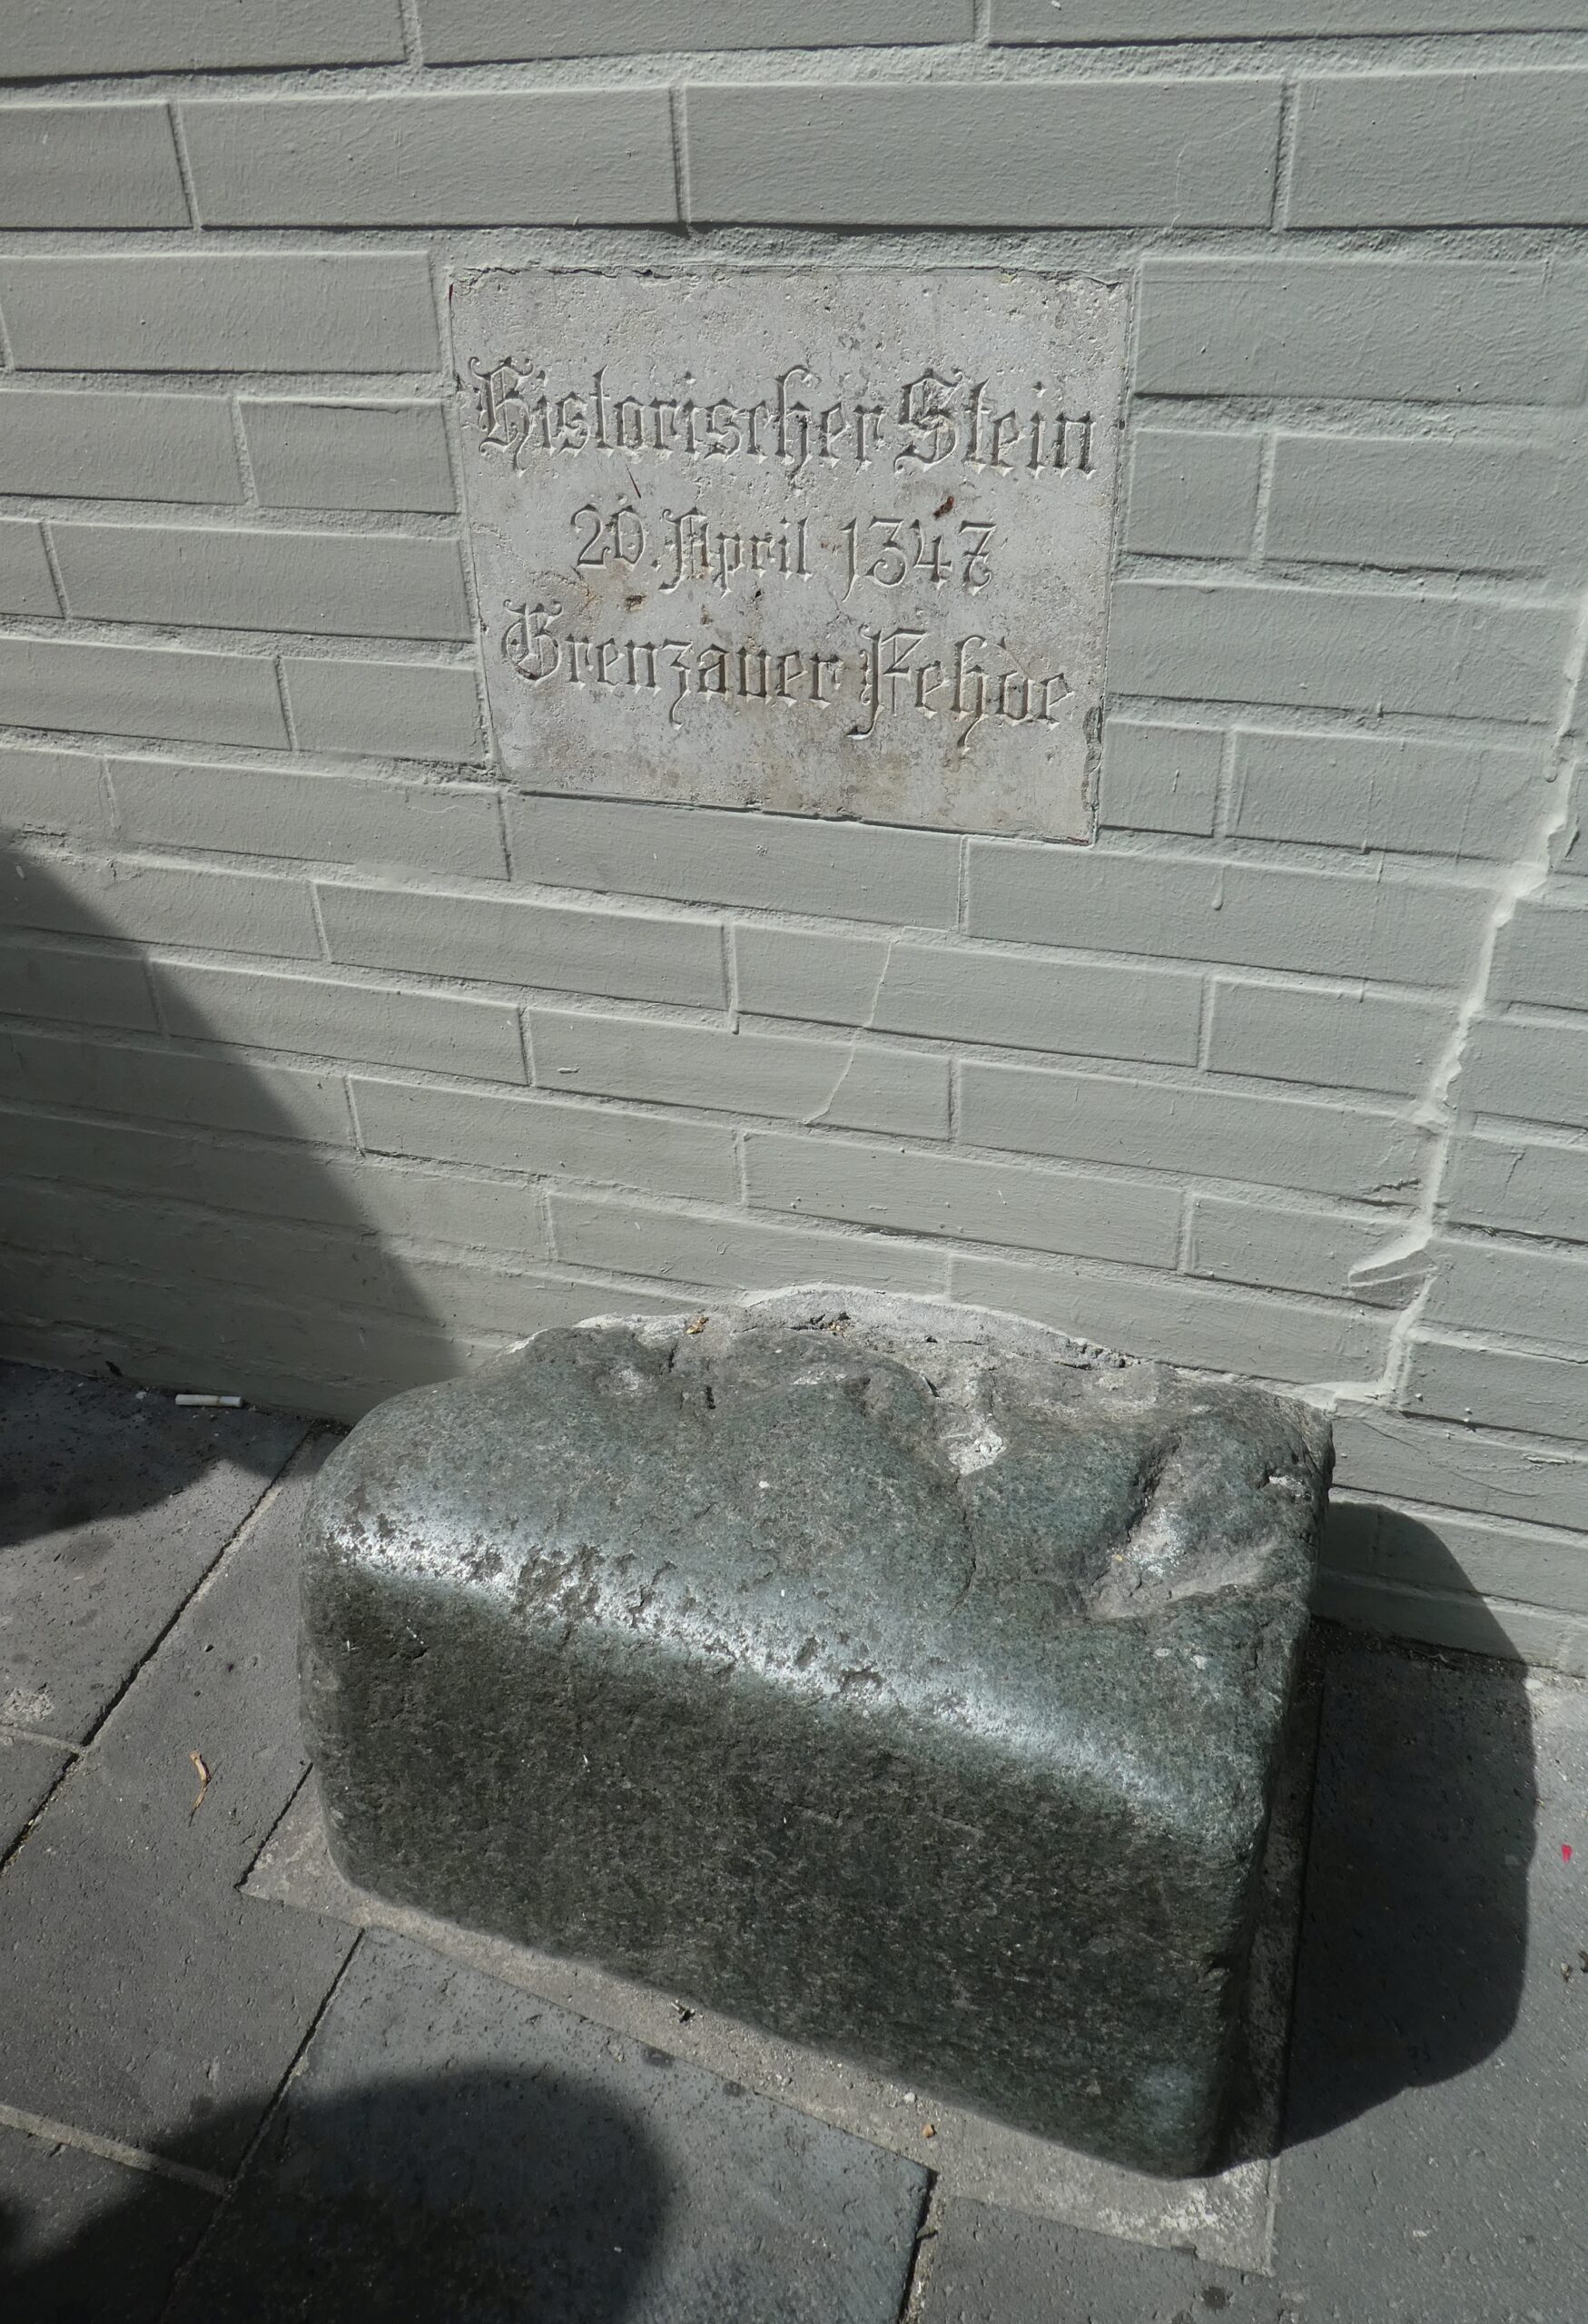 Historischer Stein
20. April 1347
Grenzauer Fehde